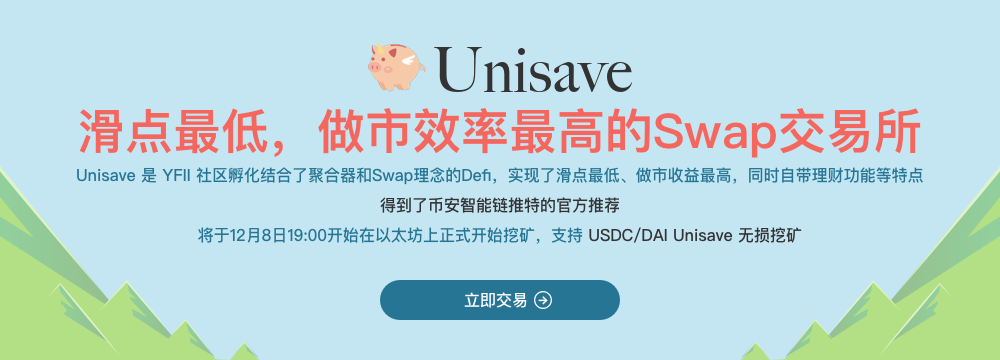 Unisave
滑点最低，做市效率最高的Swap交易所
Unisave 是 YFII 社区孵化结合了聚合器和Swap理念的Defi，实现了滑点最低、做市收益最高，同时自带理财功能等特点
得到了币安智能链推特的官方推荐
将于12月8日19:00开始在以太坊上正式开始挖矿，支持 USDC/DAI Unisave 无损挖矿
立即交易